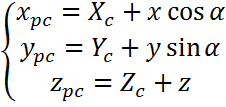 x_{pc} = X_c + x cos α
y_{pc} = Y_c + y sin α
z_{pc} = Z_c + z